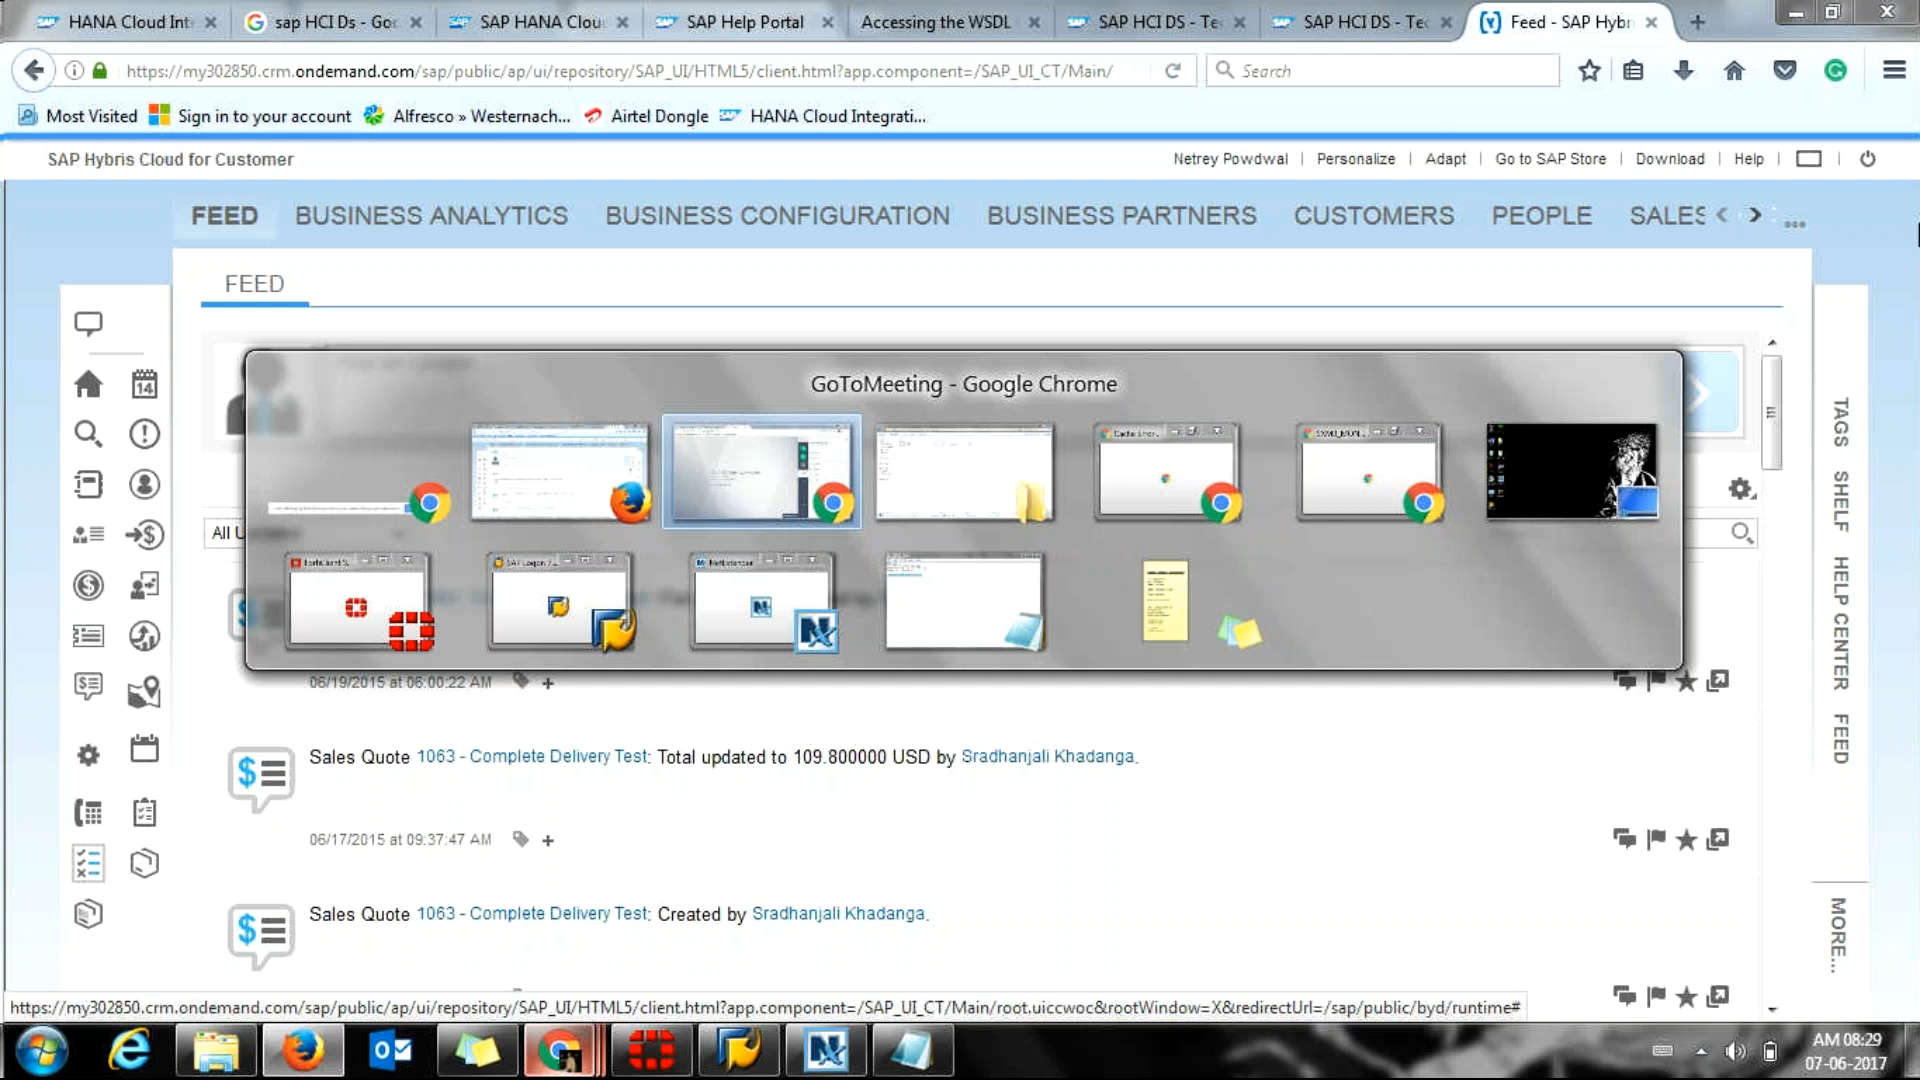 HANA Cloud Int
sap HCI Ds - Goo
SAP HANA Clou
SAP Help Portal
Accessing the WSDL
SAP HCI DS - Te
SAP HCI DS - Tec
Feed - SAP Hybri
https://my302850.crm.ondemand.com/sap/public/ap/ui/repository/SAP_UI/HTML5/client.html?app.component=/SAP_UI_CT/Main/
Search
Most Visited
Sign in to your account
Alfresco » Westernach...
Airtel Dongle
HANA Cloud Integrati...
SAP Hybris Cloud for Customer
Netrey Powdwal | Personalize | Adapt | Go to SAP Store | Download | Help
FEED
BUSINESS ANALYTICS
BUSINESS CONFIGURATION
BUSINESS PARTNERS
CUSTOMERS
PEOPLE
SALES
FEED
14
GoToMeeting - Google Chrome
All U
06/19/2015 at 06:00:22 AM
Sales Quote 1063 - Complete Delivery Test: Total updated to 109.800000 USD by Sradhanjali Khadanga.
06/17/2015 at 09:37:47 AM
Sales Quote 1063 - Complete Delivery Test: Created by Sradhanjali Khadanga.
TAGS
SHELF
HELP CENTER
FEED
MORE...
https://my302850.crm.ondemand.com/sap/public/ap/ui/repository/SAP_UI/HTML5/client.html?app.component=/SAP_UI_CT/Main/root.uiccwoc&rootWindow=X&redirectUrl=/sap/public/byd/runtime#
AM 08:29
07-06-2017